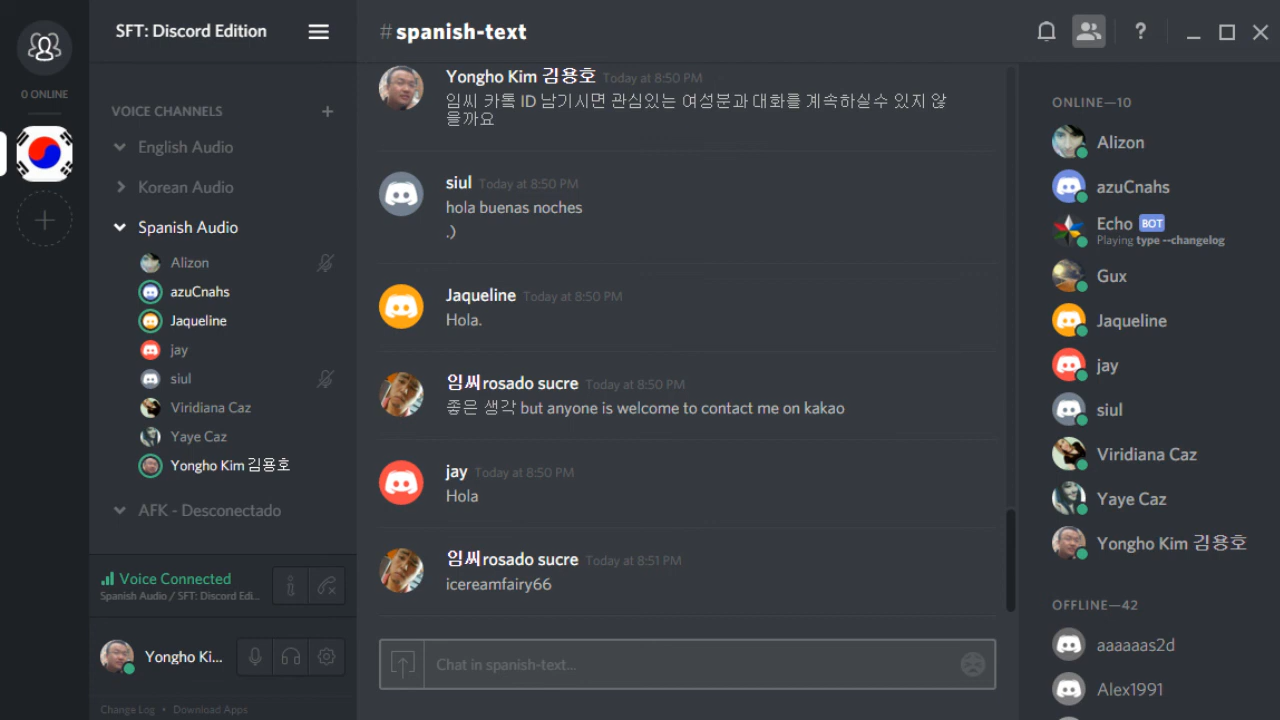 0 ONLINE
SFT: Discord Edition
VOICE CHANNELS
English Audio
Korean Audio
Spanish Audio
Alizon
azuCnahs
Jaqueline
jay
siul
Viridiana Caz
Yaye Caz
Yongho Kim 김용호
AFK - Desconectado
Voice Connected
Spanish Audio / SFT: Discord Edi...
Yongho Ki...
Change Log • Download Apps
#spanish-text
Yongho Kim 김용호 Today at 8:50 PM
임씨 카톡 ID 남기시면 관심있는 여성분과 대화를 계속하실수 있지 않
을까요
siul Today at 8:50 PM
hola buenas noches
.)
Jaqueline Today at 8:50 PM
Hola.
임씨rosado sucre Today at 8:50 PM
좋은 생각 but anyone is welcome to contact me on kakao
jay Today at 8:50 PM
Hola
임씨rosado sucre Today at 8:51 PM
icereamfairy66
Chat in spanish-text...
ONLINE—10
Alizon
azuCnahs
Echo BOT
Playing type --changelog
Gux
Jaqueline
jay
siul
Viridiana Caz
Yaye Caz
Yongho Kim 김용호
OFFLINE—42
aaaaaas2d
Alex1991